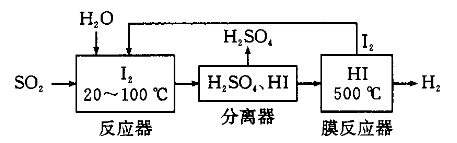 H₂O
H₂SO₄
I₂
SO₂
I₂
20～100 ℃
H₂SO₄、HI
HI
500 ℃
H₂
反应器
分离器
膜反应器